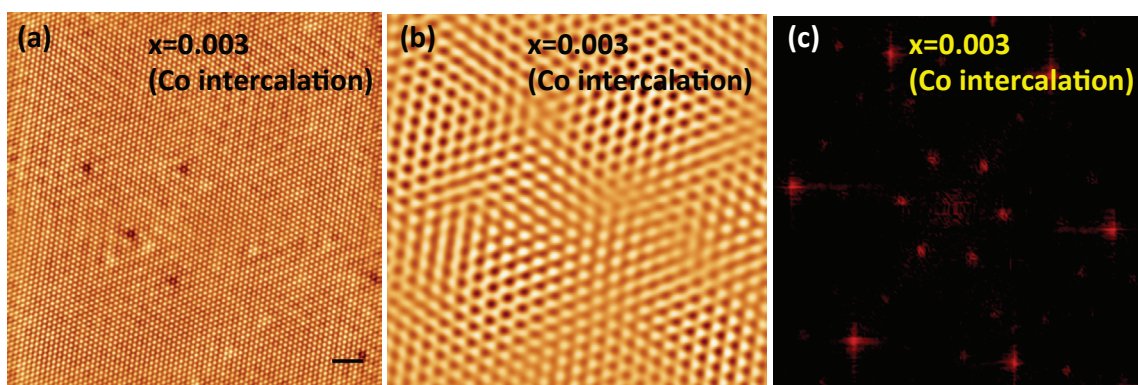 (a)
x=0.003
(Co intercalation)
(b)
x=0.003
(Co intercalation)
(c)
x=0.003
(Co intercalation)